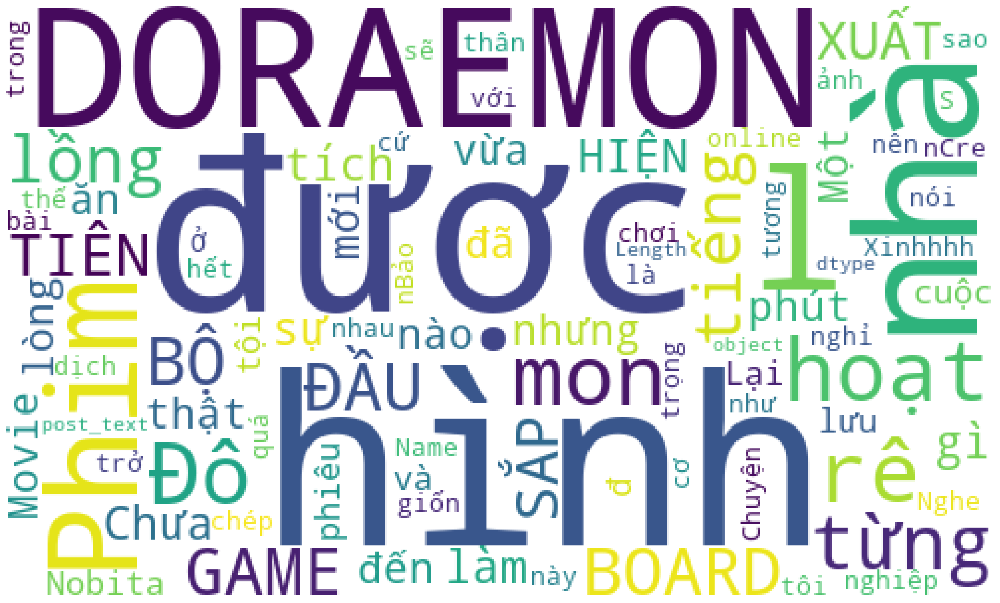 DORAEMON
trong
sẽ
thân
với
XUẤT
sao
ảnh
s
nhà
lồng
tích
cứ
vừa
HIỆN
online
Một
nên
nCre
thế
ăn
được
mới
đã
chơi
Length
là
tiếng
tương
l
nói
bài
TIÊN
ở
hết
nBảo
Xinhhhh
dtype
cuộc
lòng
Phim
BỘ
tội
sự
nhau
nào
nhưng
phút
object
nghỉ
dịch
ĐẦU
mon
trọng
Lại
hoạt
Movie
post_text
thật
quá
hình
như
lưu
gì
trở
Đô
phiêu
Name
và
giốn
SẮP
đ
cơ
chuyện
rê
Nghe
Chưa
chép
từng
Nobita
GAME
đến
làm
này
BOARD
tôi
nghiệp